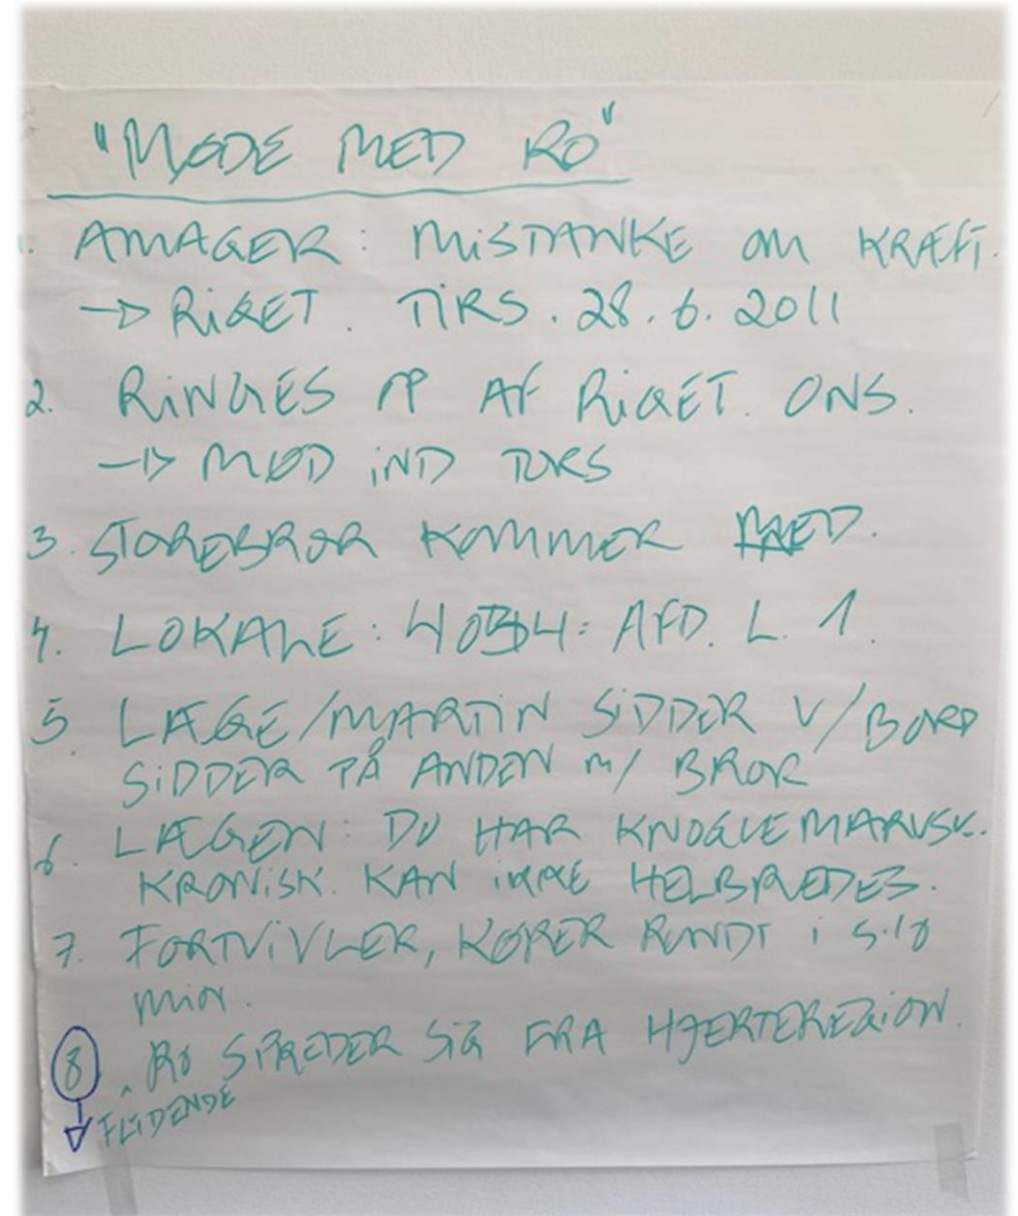 "MØDE MED RO"
1. AMAGER: MISTANKE OM KRÆFT.
→ RIGET. TIRS. 28.6.2011
2. RINGES OP AF RIGET. ONS.
→ MØD IND TORS
3. STOREBROR KOMMER MED.
4. LOKALE: 4054: AFD. L. 1.
5. LÆGE/MARTIN SIDDER V/BORD
SIDDER PÅ ANDEN M/ BROR
6. LÆGEN: DU HAR KNOGLEMARVSK.
KRONISK. KAN IKKE HELBREDES.
7. FORTVIVLER, KØRER RUNDT I 5-10
MIN.
8. RO SPREDER SIG FRA HJERTEREGION.
FLYDENDE